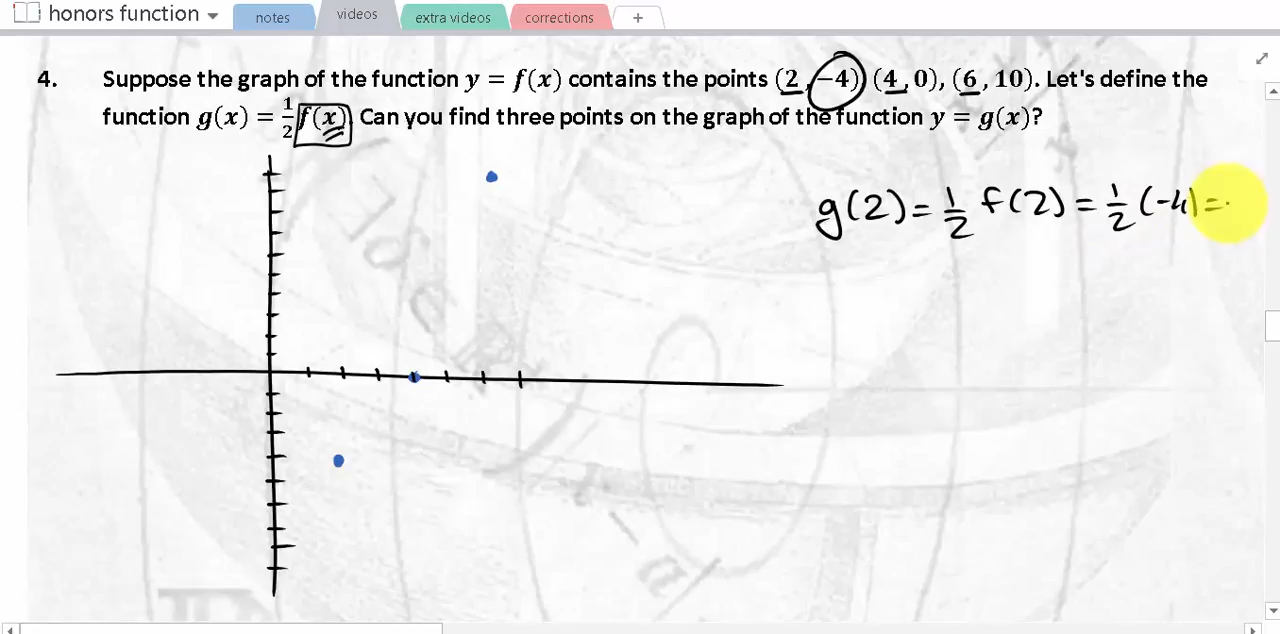 honors function
notes
videos
extra videos
corrections
+
4. Suppose the graph of the function y = f(x) contains the points (2, −4) (4, 0), (6, 10). Let's define the
function g(x) = 1/2 f(x) Can you find three points on the graph of the function y = g(x)?
g(2) = 1/2 f(2) = 1/2 (-4) =